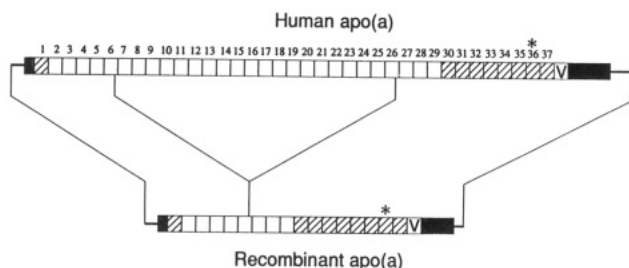 Human apo(a)
*
1 2 3 4 5 6 7 8 9 10 11 12 13 14 15 16 17 18 19 20 21 22 23 24 25 26 27 28 29 30 31 32 33 34 35 36 37
V
*
V
Recombinant apo(a)